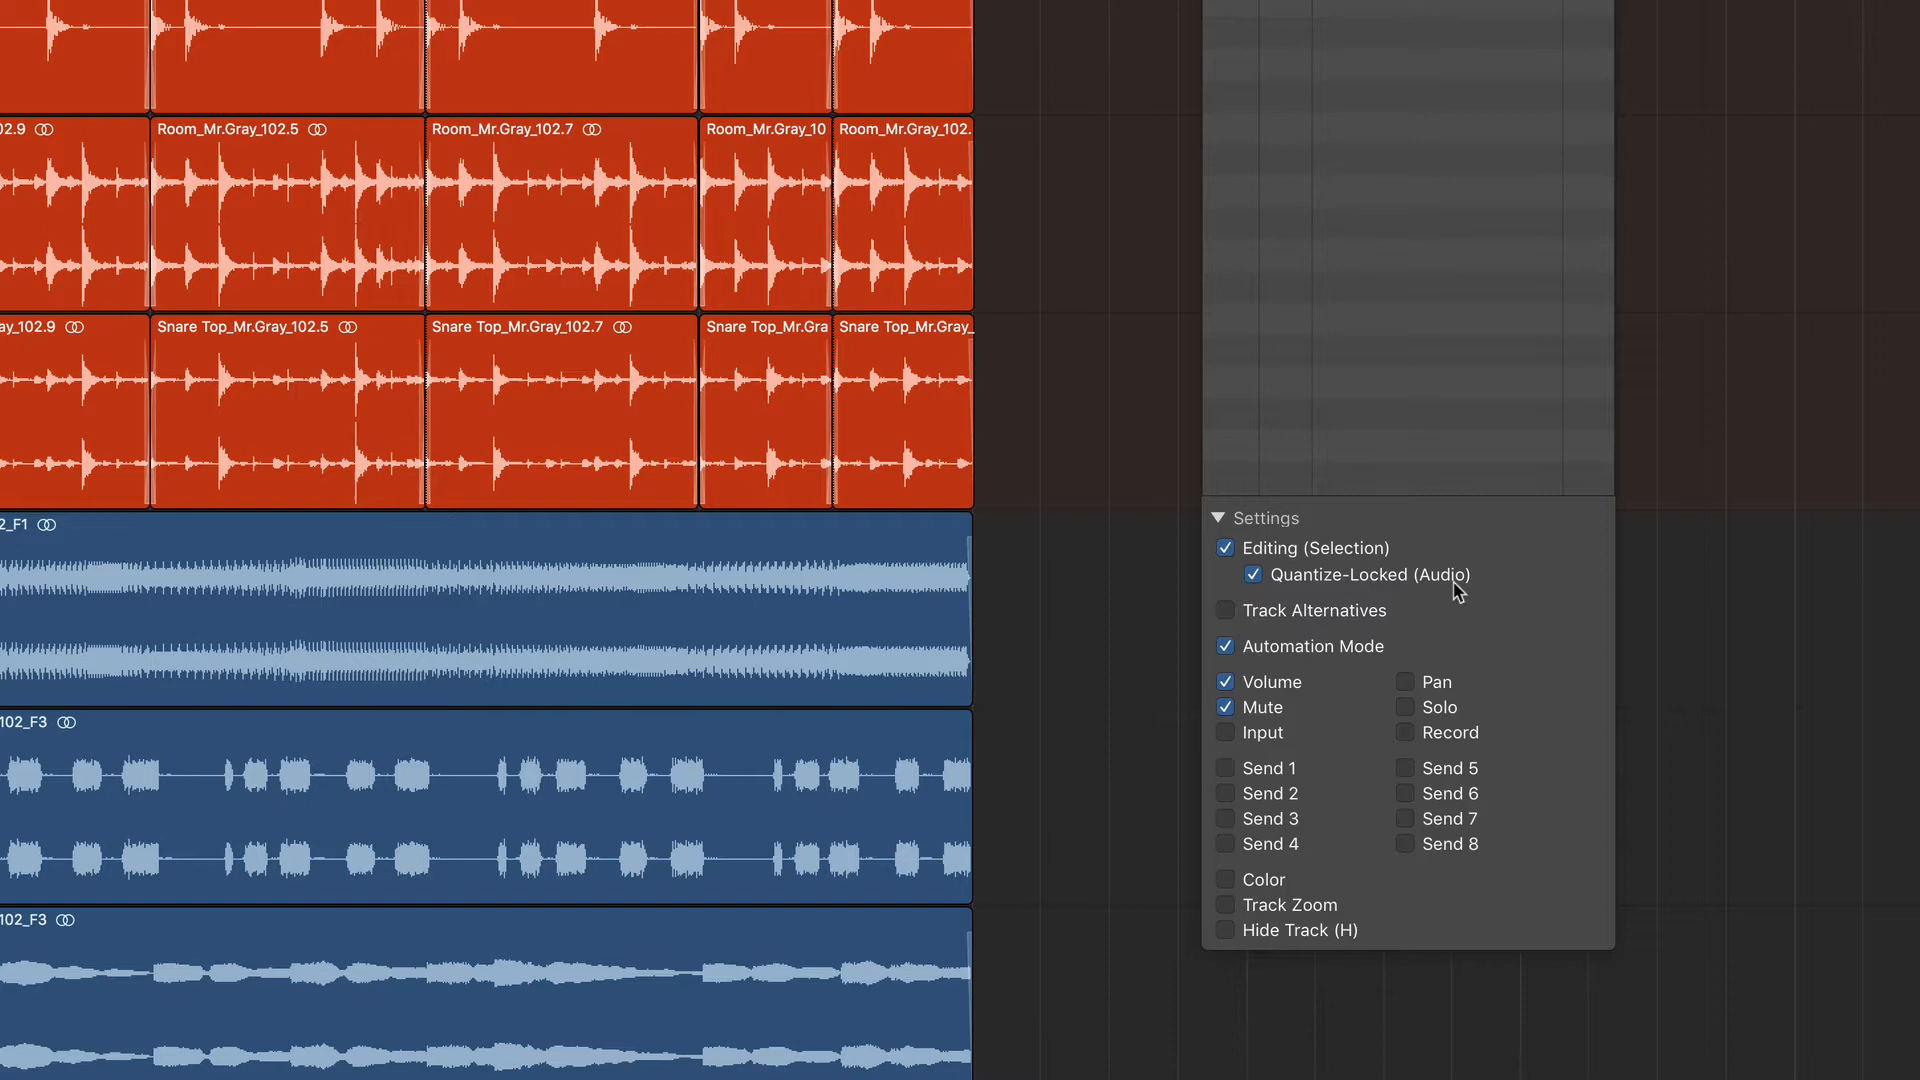 02.9
Room_Mr.Gray_102.5
Room_Mr.Gray_102.7
Room_Mr.Gray_10
Room_Mr.Gray_102.
ay_102.9
Snare Top_Mr.Gray_102.5
Snare Top_Mr.Gray_102.7
Snare Top_Mr.Gra
Snare Top_Mr.Gray_
2_F1
102_F3
102_F3
Settings
Editing (Selection)
Quantize-Locked (Audio)
Track Alternatives
Automation Mode
Volume
Pan
Mute
Solo
Input
Record
Send 1
Send 5
Send 2
Send 6
Send 3
Send 7
Send 4
Send 8
Color
Track Zoom
Hide Track (H)